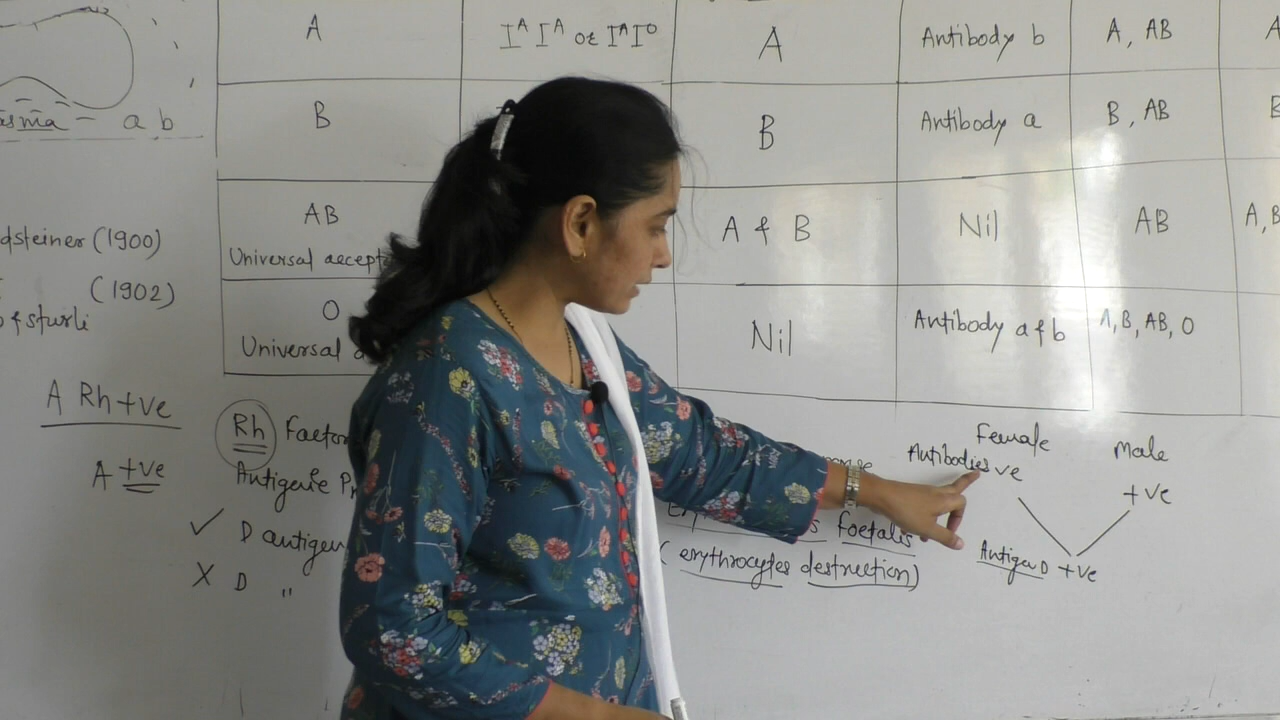 asma - a b
dsteiner (1900)
(1902)
& sturli
A Rh +ve
A +ve
A
I^A I^A or I^A I^O
A
Antibody b
A, AB
A
B
B
Antibody a
B, AB
B
AB
Universal accept
A & B
Nil
AB
A, B
O
Universal
Nil
Antibody a & b
A, B, AB, O
Rh Factor
Antigenic Pr
✓ D antigen
X D "
foetalis
(erythrocytes destruction)
Female
Male
Antibodies ve
+ve
Antigen D +ve